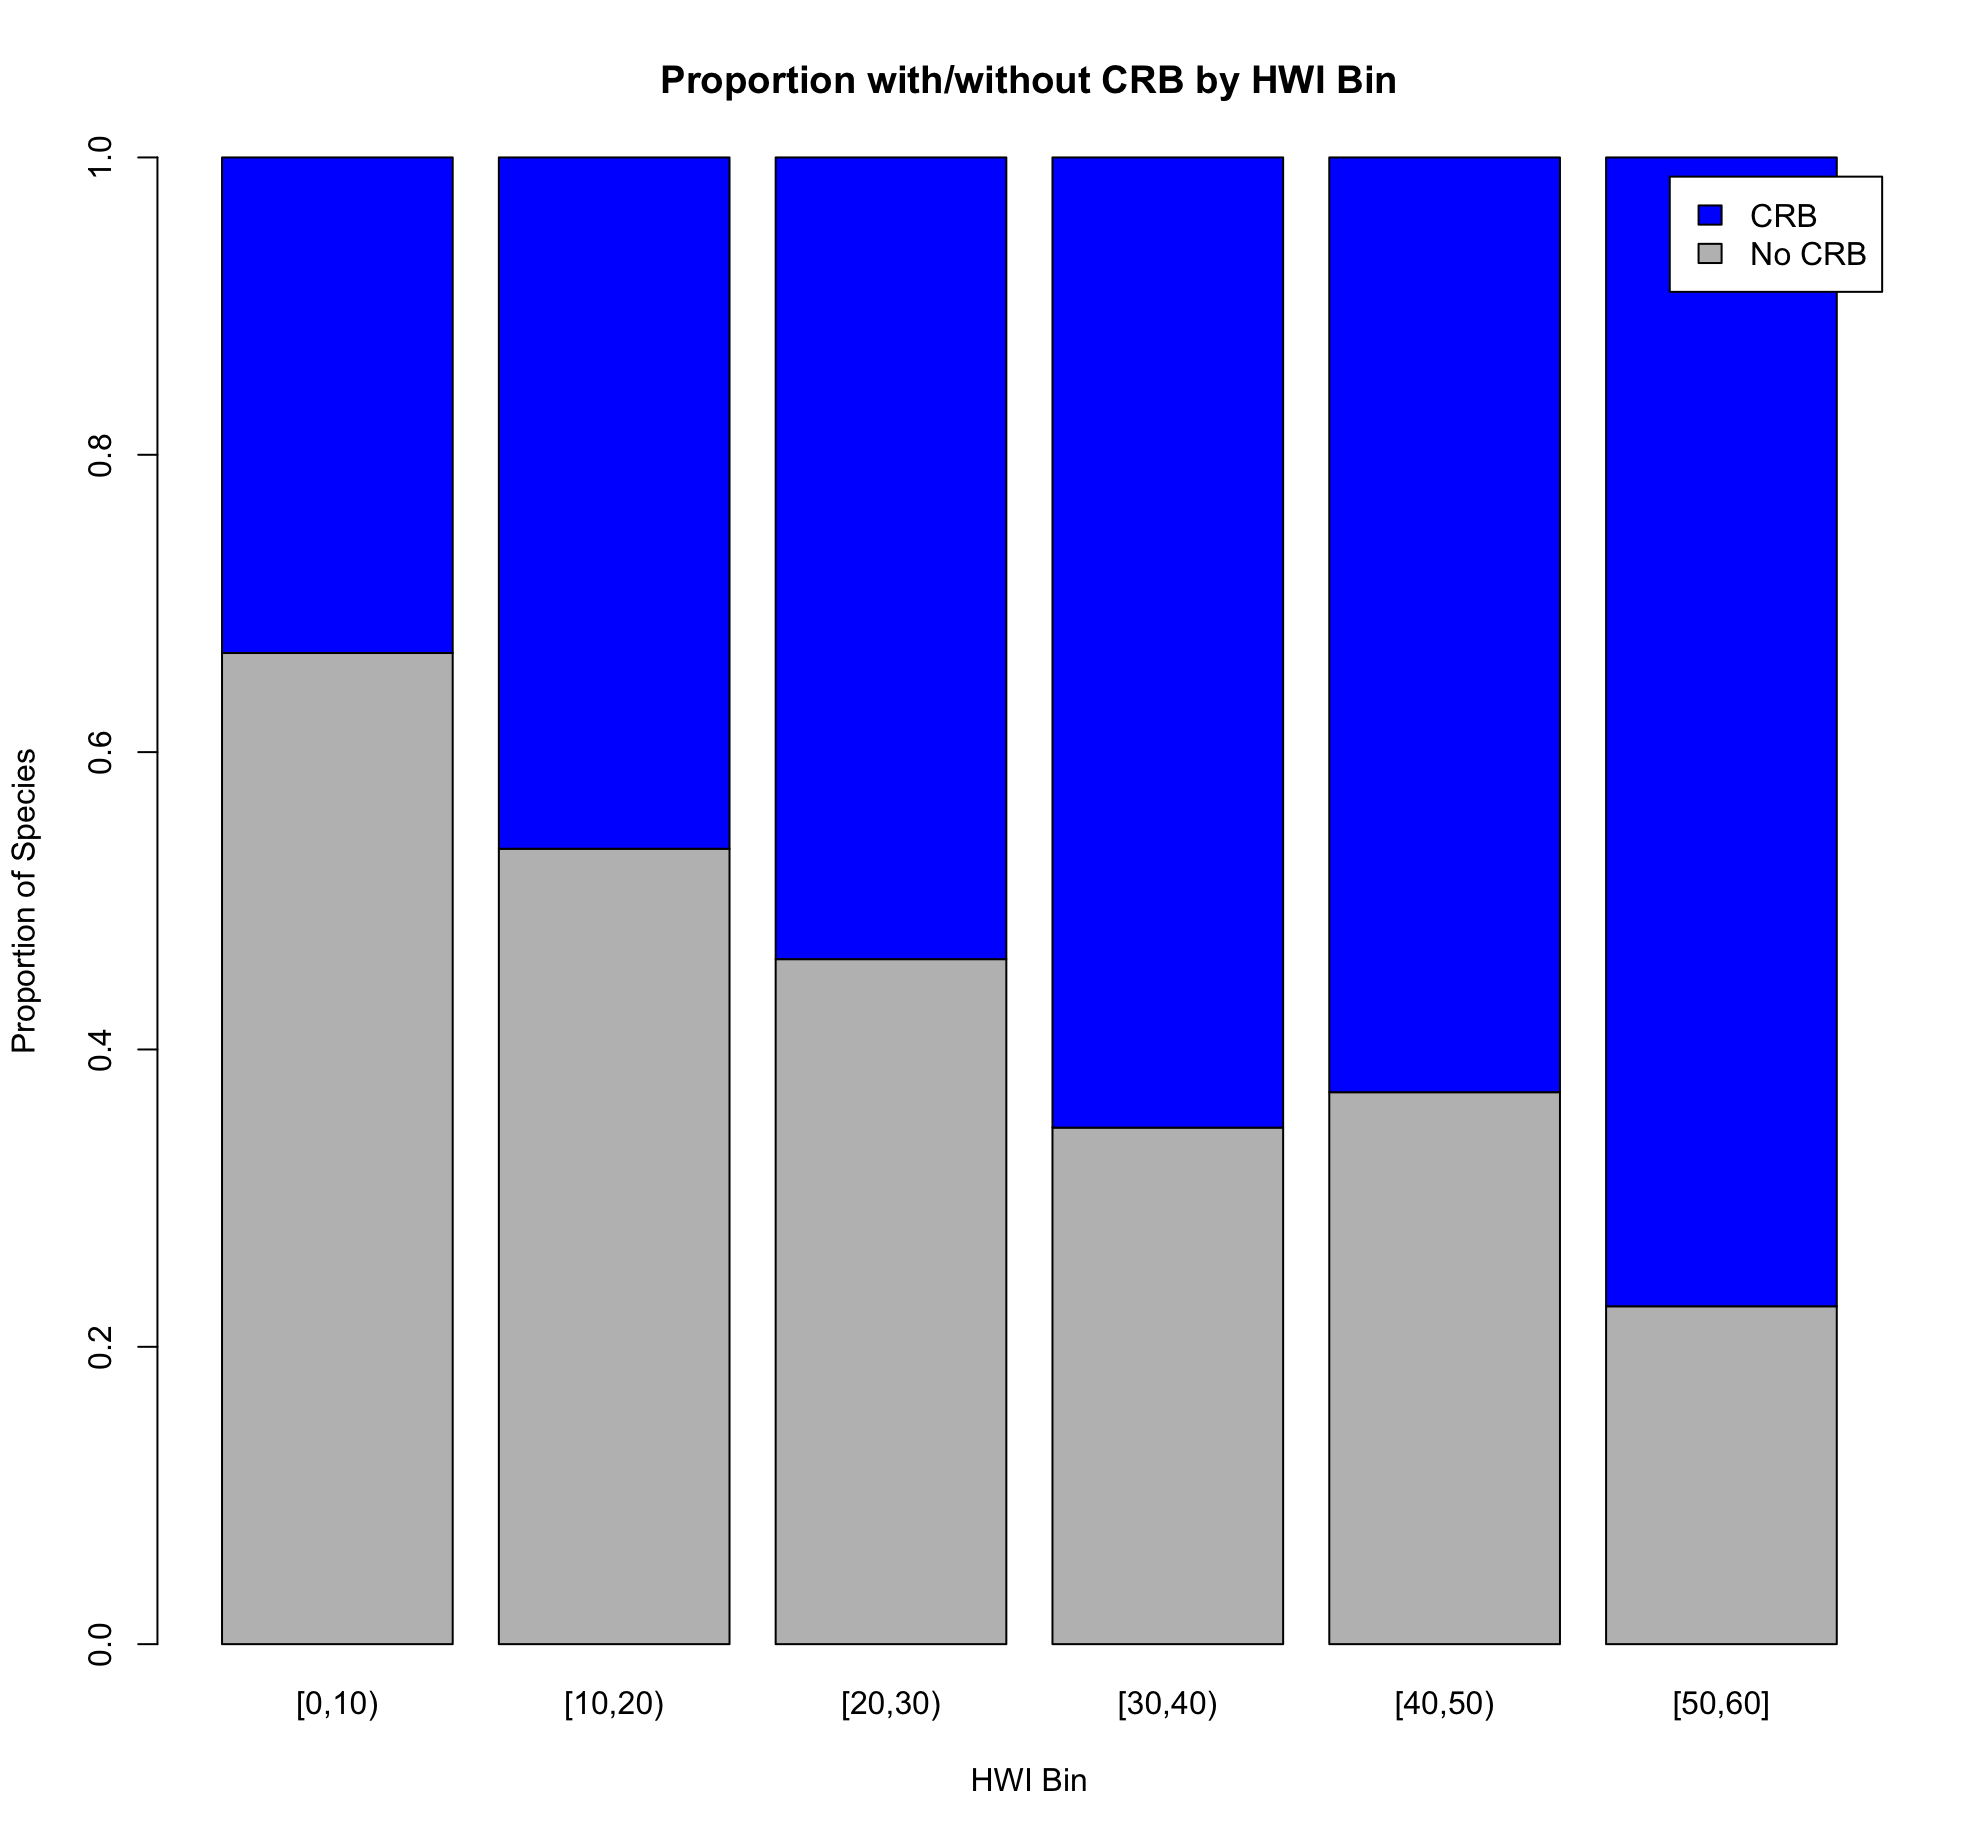 Proportion with/without CRB by HWI Bin
CRB
No CRB
1.0
0.8
0.6
0.4
0.2
0.0
Proportion of Species
[0,10)
[10,20)
[20,30)
[30,40)
[40,50)
[50,60]
HWI Bin